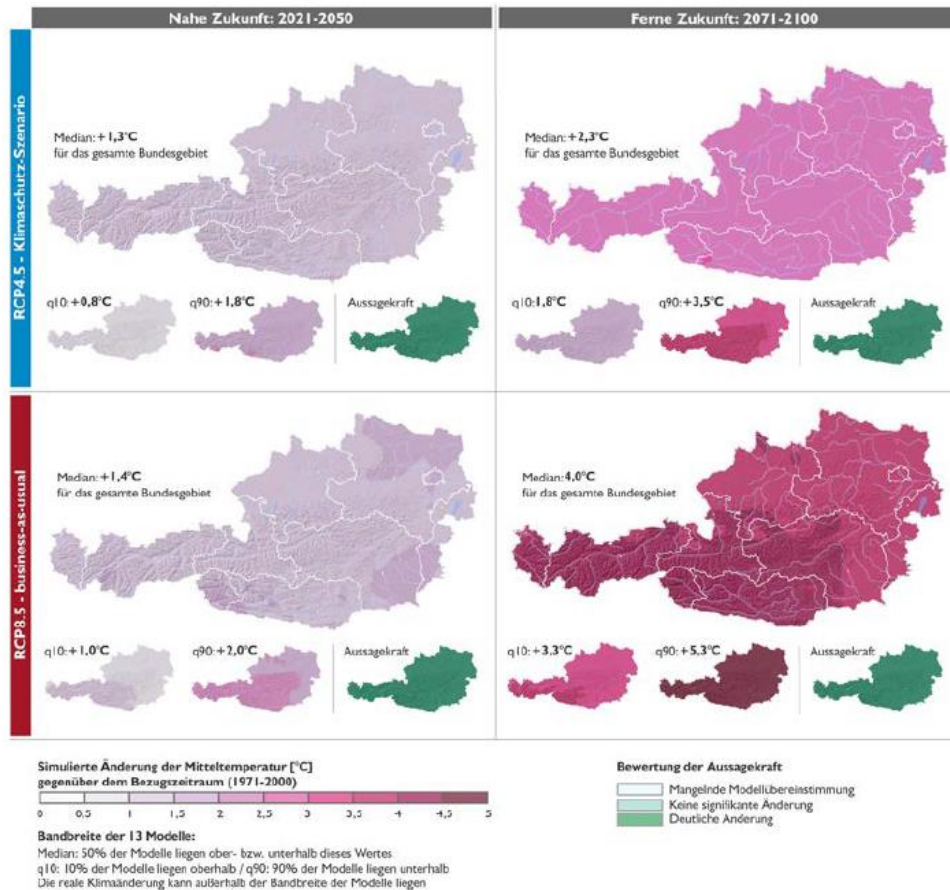 Nahe Zukunft: 2021-2050
Ferne Zukunft: 2071-2100
RCP4.5 - Klimaschutz-Szenario
Median: +1,3°C
für das gesamte Bundesgebiet
q10: +0,8°C
q90: +1,8°C
Aussagekraft
Median: +2,3°C
für das gesamte Bundesgebiet
q10: 1,8°C
q90: +3,5°C
Aussagekraft
RCP8.5 - business-as-usual
Median: +1,4°C
für das gesamte Bundesgebiet
q10: +1,0°C
q90: +2,0°C
Aussagekraft
Median: 4,0°C
für das gesamte Bundesgebiet
q10: +3,3°C
q90: +5,3°C
Aussagekraft
Simulierte Änderung der Mitteltemperatur [°C]
gegenüber dem Bezugszeitraum (1971-2000)
0 0,5 1 1,5 2 2,5 3 3,5 4 4,5 5
Bandbreite der 13 Modelle:
Median: 50% der Modelle liegen ober- bzw. unterhalb dieses Wertes
q10: 10% der Modelle liegen oberhalb / q90: 90% der Modelle liegen unterhalb
Die reale Klimaänderung kann außerhalb der Bandbreite der Modelle liegen
Bewertung der Aussagekraft
Mangelnde Modellübereinstimmung
Keine signifikante Änderung
Deutliche Änderung